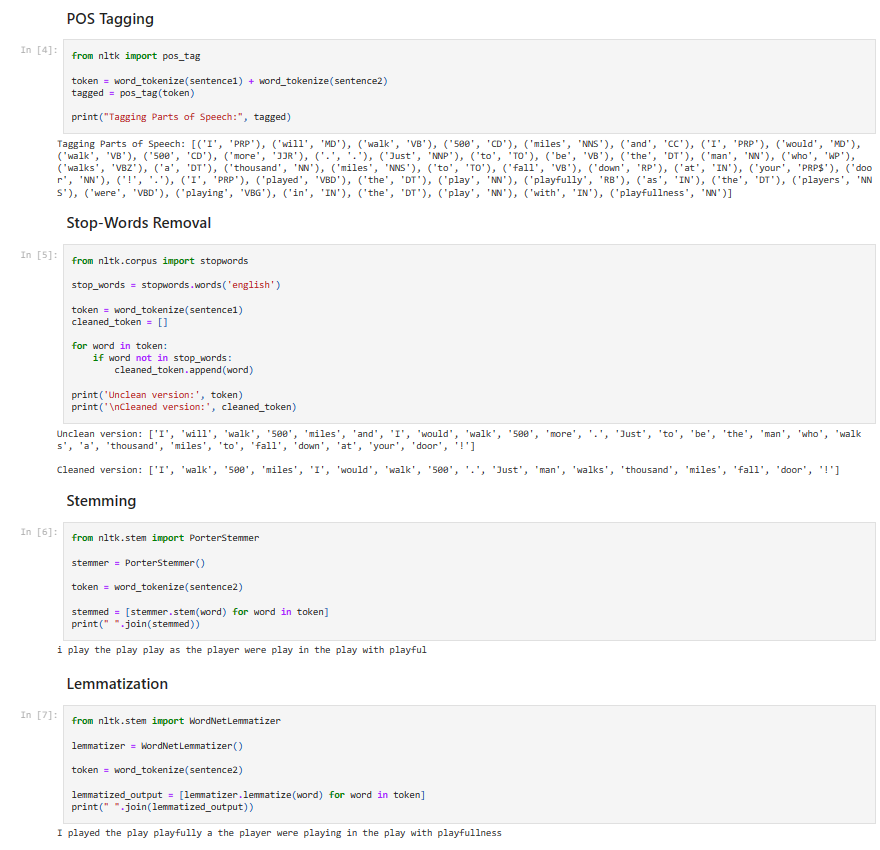 POS Tagging
In [4]:
from nltk import pos_tag
token = word_tokenize(sentence1) + word_tokenize(sentence2)
tagged = pos_tag(token)
print("Tagging Parts of Speech:", tagged)
Tagging Parts of Speech: [('I', 'PRP'), ('will', 'MD'), ('walk', 'VB'), ('500', 'CD'), ('miles', 'NNS'), ('and', 'CC'), ('I', 'PRP'), ('would', 'MD'),
('walk', 'VB'), ('500', 'CD'), ('more', 'JJR'), ('.', '.'), ('Just', 'NNP'), ('to', 'TO'), ('be', 'VB'), ('the', 'DT'), ('man', 'NN'), ('who', 'WP'),
('walks', 'VBZ'), ('a', 'DT'), ('thousand', 'NN'), ('miles', 'NNS'), ('to', 'TO'), ('fall', 'VB'), ('down', 'RP'), ('at', 'IN'), ('your', 'PRP$'), ('doo
r', 'NN'), ('!', '.'), ('I', 'PRP'), ('played', 'VBD'), ('the', 'DT'), ('play', 'NN'), ('playfully', 'RB'), ('as', 'IN'), ('the', 'DT'), ('players', 'NN
S'), ('were', 'VBD'), ('playing', 'VBG'), ('in', 'IN'), ('the', 'DT'), ('play', 'NN'), ('with', 'IN'), ('playfullness', 'NN')]
Stop-Words Removal
In [5]:
from nltk.corpus import stopwords
stop_words = stopwords.words('english')
token = word_tokenize(sentence1)
cleaned_token = []
for word in token:
    if word not in stop_words:
        cleaned_token.append(word)
print('Unclean version:', token)
print('\nCleaned version:', cleaned_token)
Unclean version: ['I', 'will', 'walk', '500', 'miles', 'and', 'I', 'would', 'walk', '500', 'more', '.', 'Just', 'to', 'be', 'the', 'man', 'who', 'walk
s', 'a', 'thousand', 'miles', 'to', 'fall', 'down', 'at', 'your', 'door', '!']
Cleaned version: ['I', 'walk', '500', 'miles', 'I', 'would', 'walk', '500', '.', 'Just', 'man', 'walks', 'thousand', 'miles', 'fall', 'door', '!']
Stemming
In [6]:
from nltk.stem import PorterStemmer
stemmer = PorterStemmer()
token = word_tokenize(sentence2)
stemmed = [stemmer.stem(word) for word in token]
print(" ".join(stemmed))
i play the play play as the player were play in the play with playful
Lemmatization
In [7]:
from nltk.stem import WordNetLemmatizer
lemmatizer = WordNetLemmatizer()
token = word_tokenize(sentence2)
lemmatized_output = [lemmatizer.lemmatize(word) for word in token]
print(" ".join(lemmatized_output))
I played the play playfully a the player were playing in the play with playfullness